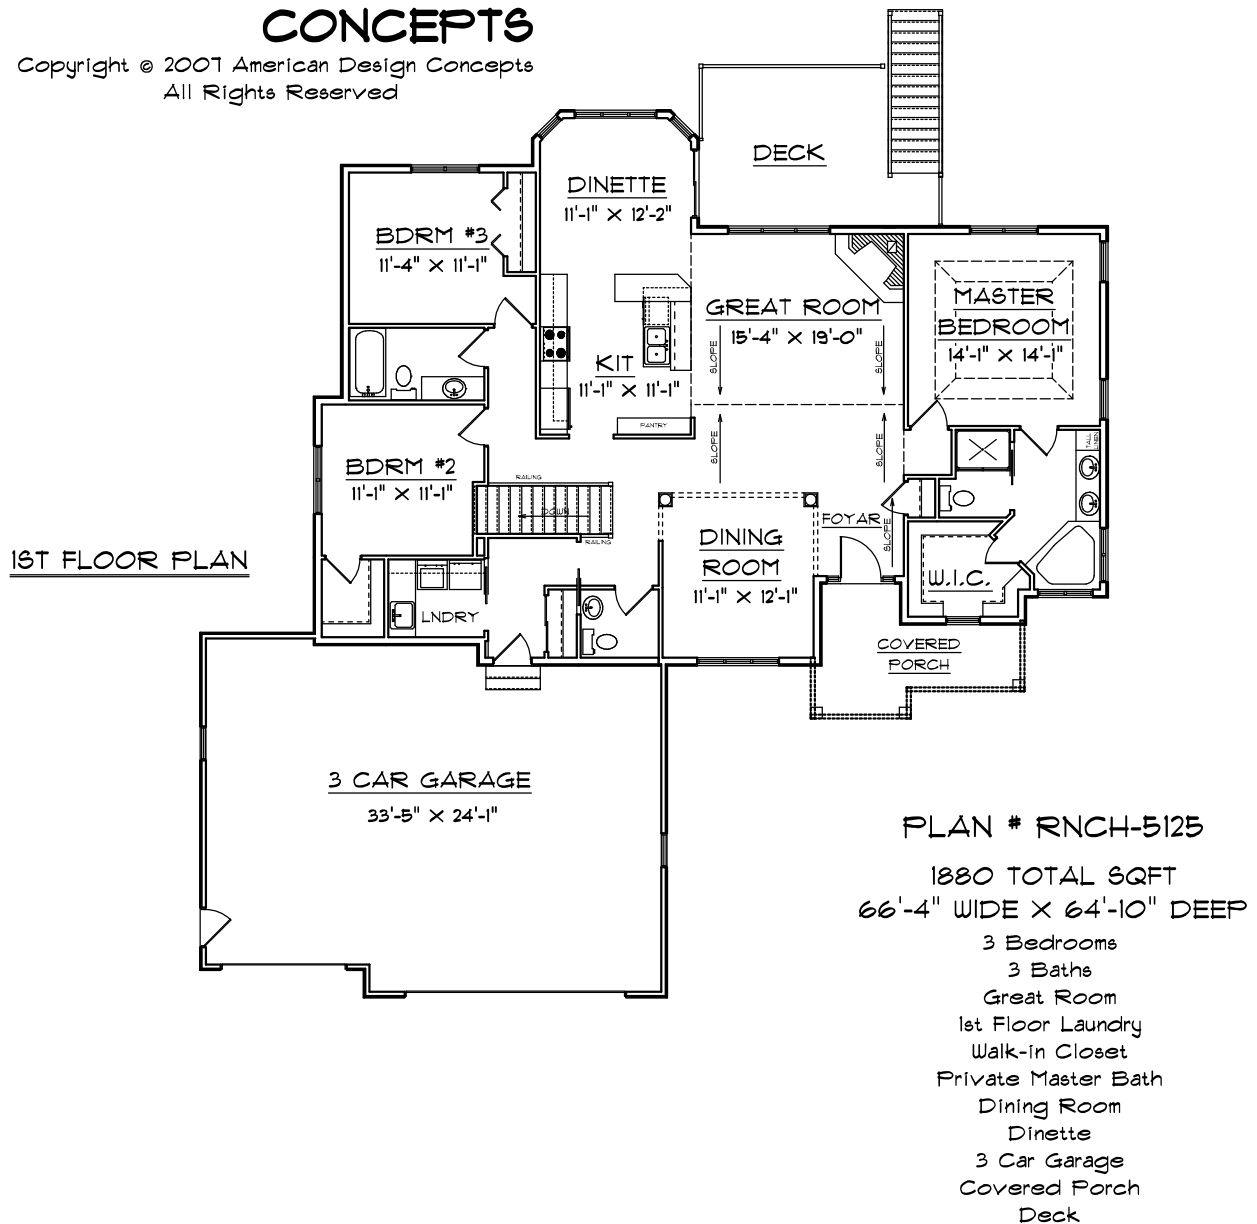 CONCEPTS
Copyright © 2007 American Design Concepts
All Rights Reserved
DECK
DINETTE
11'-1" X 12'-2"
BDRM #3
11'-4" X 11'-1"
GREAT ROOM
15'-4" X 19'-0"
SLOPE
SLOPE
MASTER
BEDROOM
14'-1" X 14'-1"
KIT
11'-1" X 11'-1"
PANTRY
SLOPE
SLOPE
TALL
LINEN
BDRM #2
11'-1" X 11'-1"
RAILING
DOWN
RAILING
FOYAR
SLOPE
DINING
ROOM
11'-1" X 12'-1"
1ST FLOOR PLAN
W.I.C.
LNDRY
COVERED
PORCH
3 CAR GARAGE
33'-5" X 24'-1"
PLAN # RNCH-5125
1880 TOTAL SQFT
66'-4" WIDE X 64'-10" DEEP
3 Bedrooms
3 Baths
Great Room
1st Floor Laundry
Walk-in Closet
Private Master Bath
Dining Room
Dinette
3 Car Garage
Covered Porch
Deck